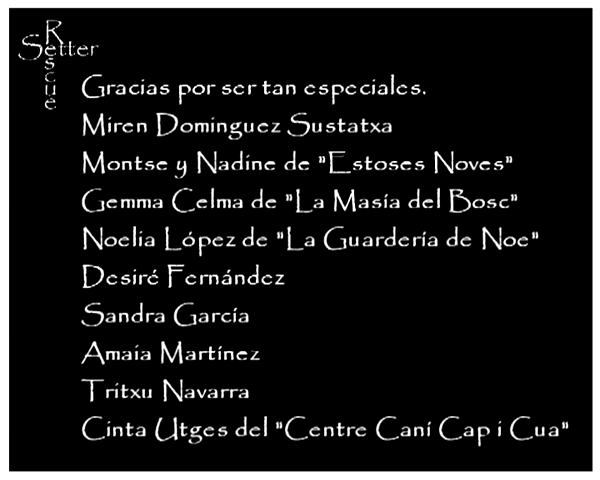 Setter
Rescue
Gracias por ser tan especiales.
Miren Dominguez Sustatxa
Montse y Nadine de "Estoses Noves"
Gemma Celma de "La Masía del Bosc"
Noelia López de "La Guardería de Noe"
Desiré Fernández
Sandra García
Amaia Martínez
Tritxu Navarra
Cinta Utges del "Centre Caní Cap i Cua"